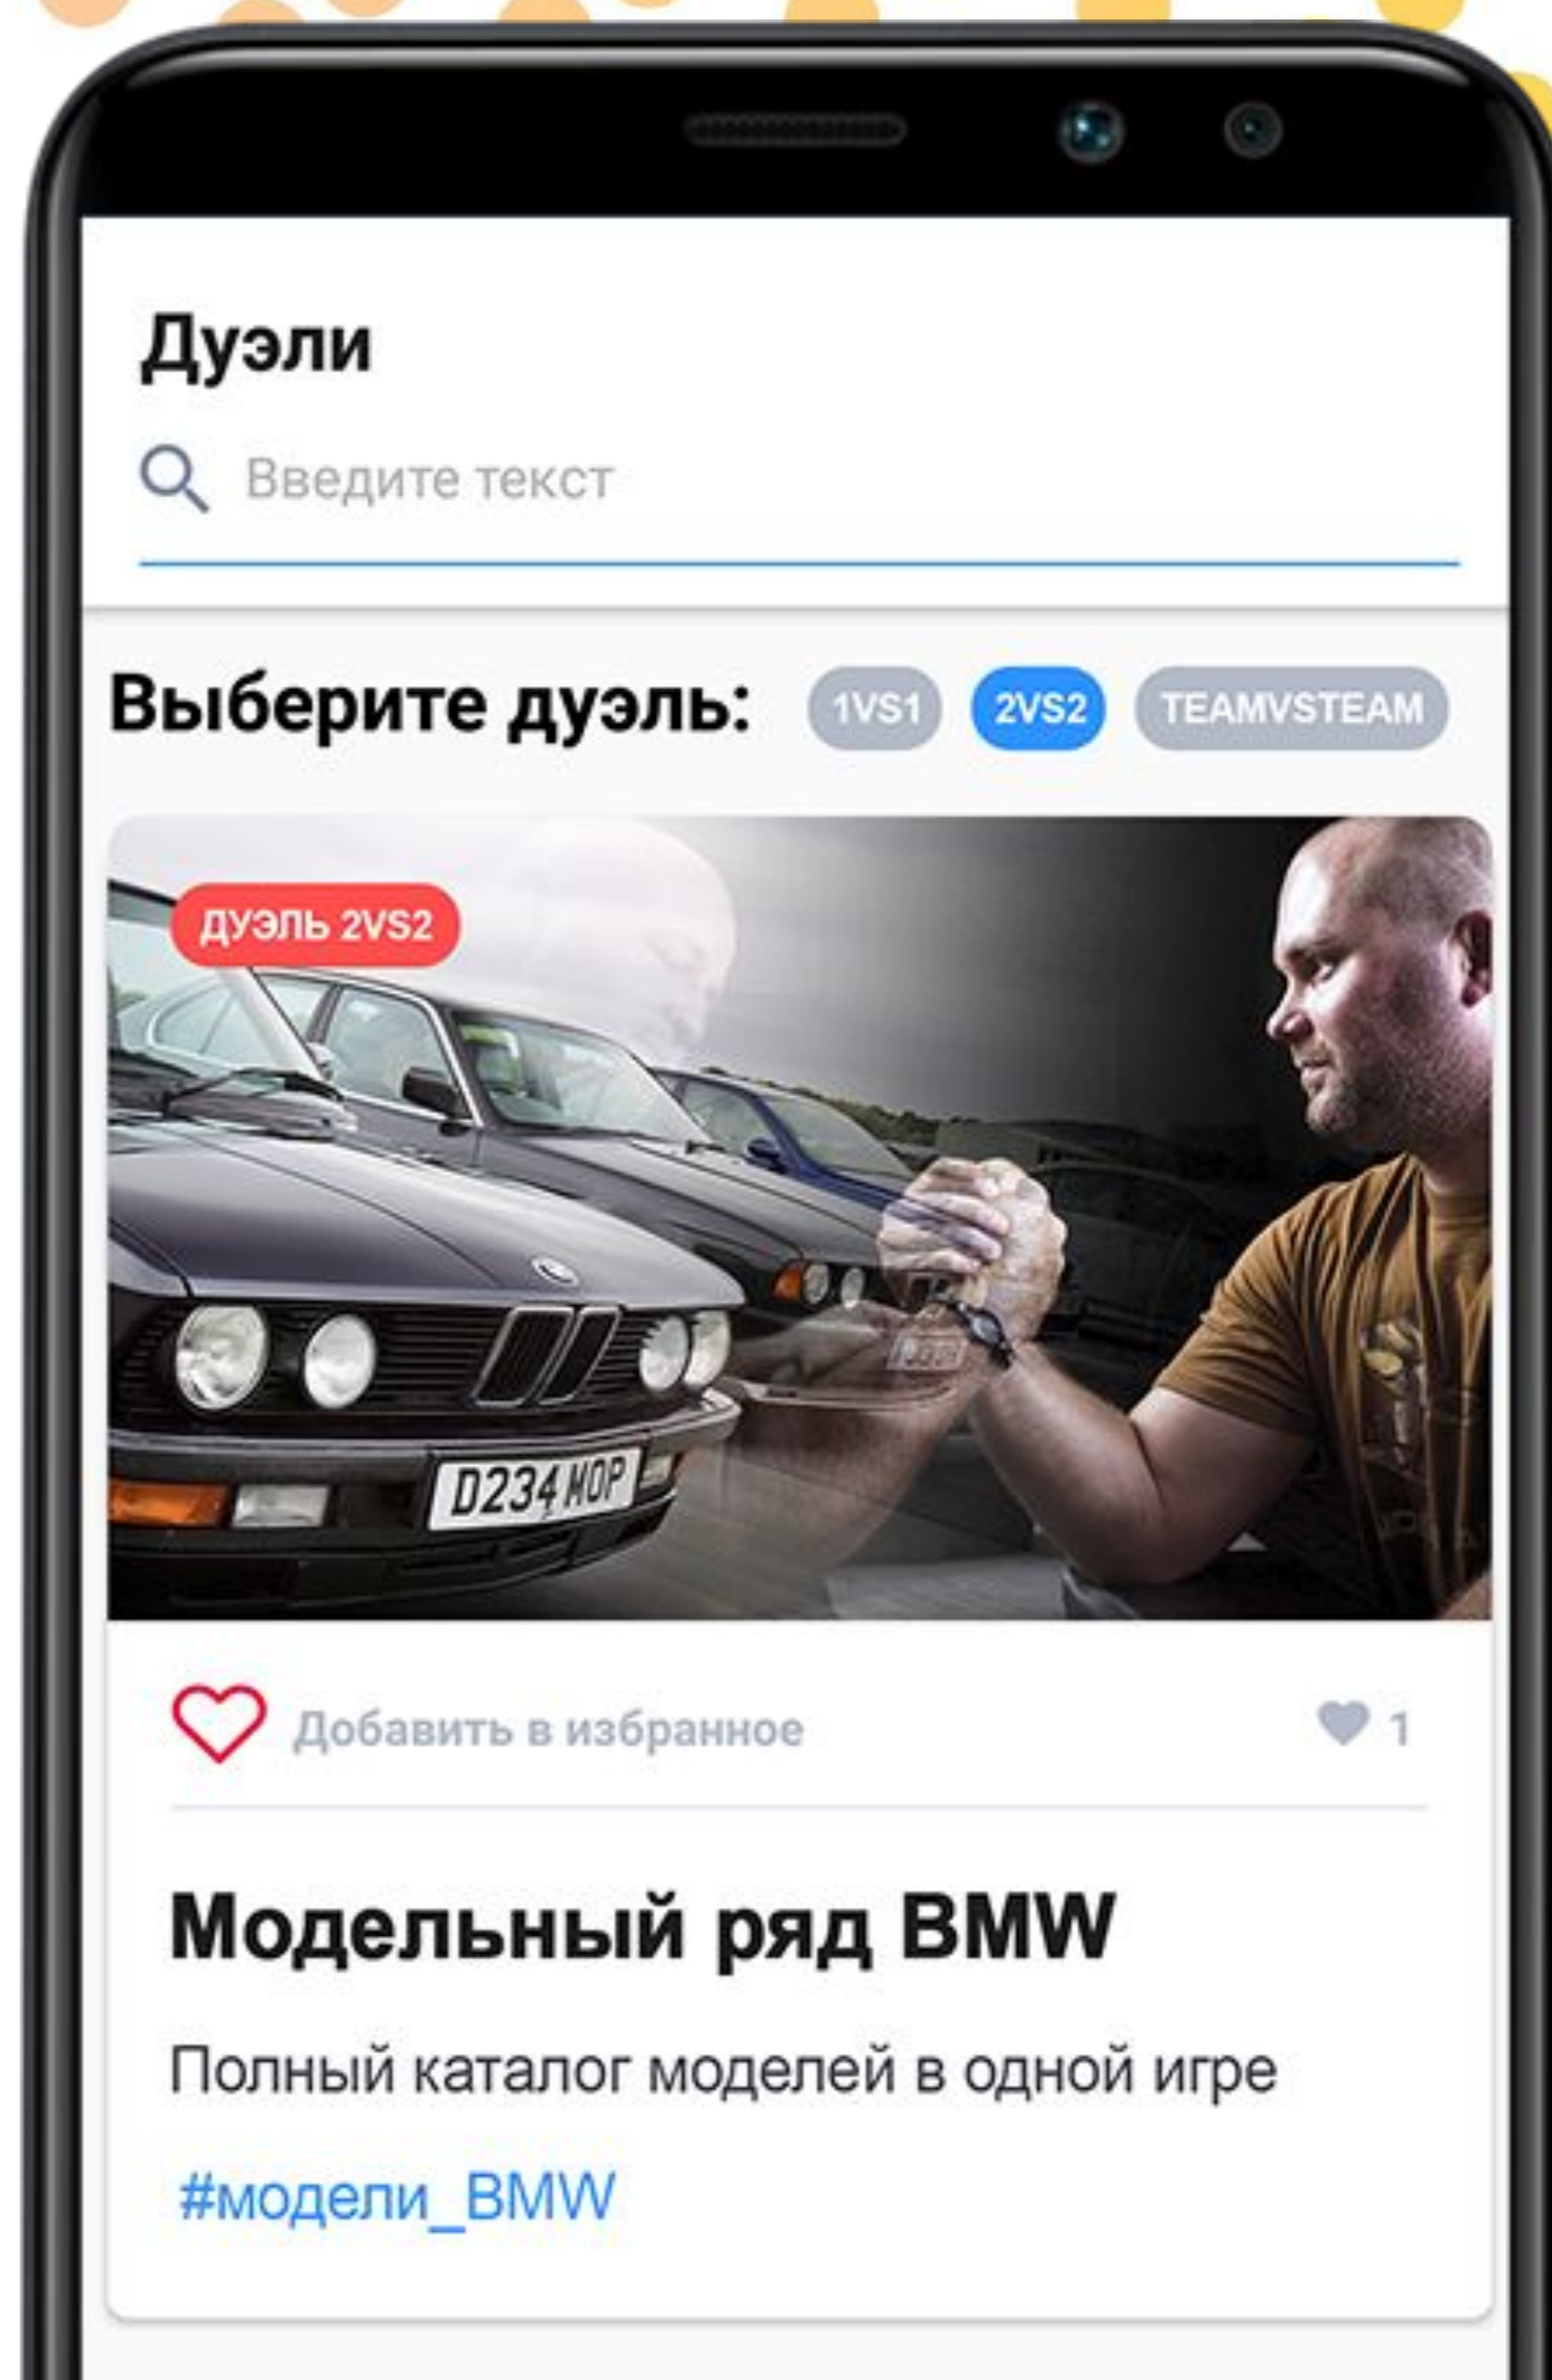 Дуэли
Введите текст
Выберите дуэль: 1VS1 2VS2 TEAMVSTEAM
ДУЭЛЬ 2VS2
D234 MOP
Добавить в избранное 1
Модельный ряд BMW
Полный каталог моделей в одной игре
#модели_BMW